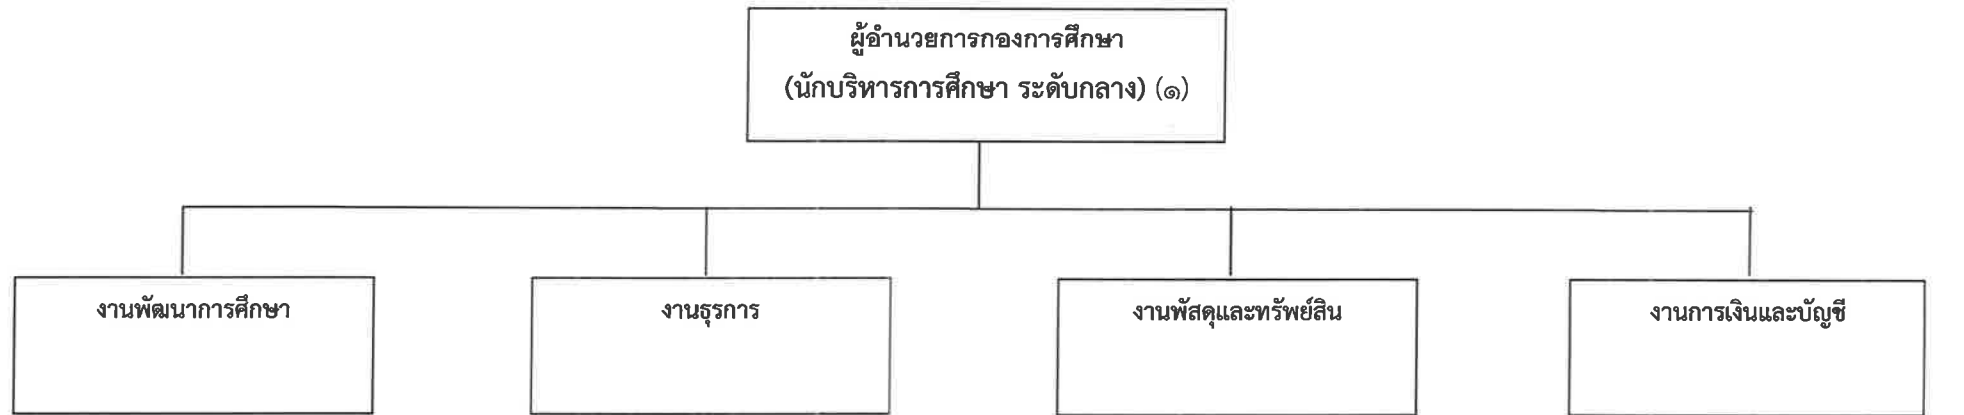 ผู้อำนวยการกองการศึกษา
(นักบริหารการศึกษา ระดับกลาง) (๑)
งานพัฒนาการศึกษา
งานธุรการ
งานพัสดุและทรัพย์สิน
งานการเงินและบัญชี